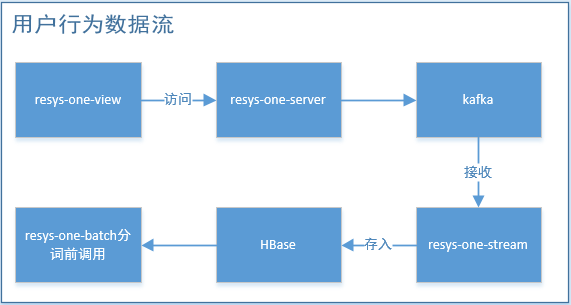 用户行为数据流
resys-one-view
访问
resys-one-server
kafka
接收
resys-one-batch分
词前调用
HBase
存入
resys-one-stream